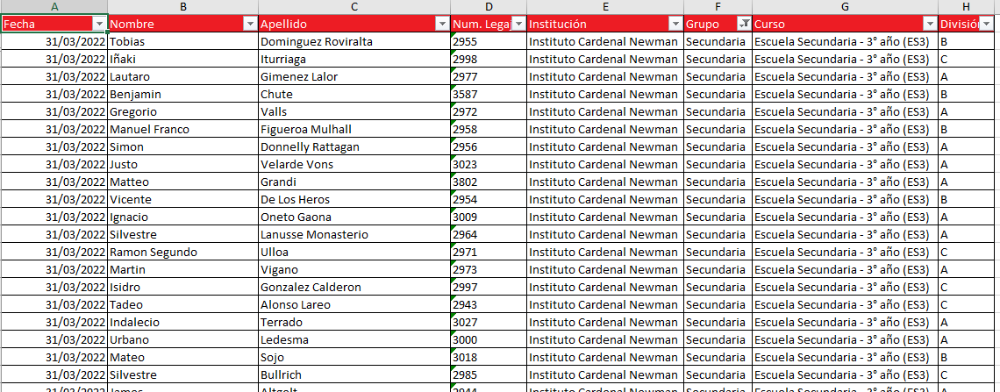 A B C D E F G H
Fecha Nombre Apellido Num. Lega Institución Grupo Curso División
31/03/2022 Tobias Dominguez Roviralta 2955 Instituto Cardenal Newman Secundaria Escuela Secundaria - 3° año (ES3) B
31/03/2022 Iñaki Iturriaga 2998 Instituto Cardenal Newman Secundaria Escuela Secundaria - 3° año (ES3) C
31/03/2022 Lautaro Gimenez Lalor 2977 Instituto Cardenal Newman Secundaria Escuela Secundaria - 3° año (ES3) A
31/03/2022 Benjamin Chute 3587 Instituto Cardenal Newman Secundaria Escuela Secundaria - 3° año (ES3) B
31/03/2022 Gregorio Valls 2972 Instituto Cardenal Newman Secundaria Escuela Secundaria - 3° año (ES3) A
31/03/2022 Manuel Franco Figueroa Mulhall 2958 Instituto Cardenal Newman Secundaria Escuela Secundaria - 3° año (ES3) B
31/03/2022 Simon Donnelly Rattagan 2956 Instituto Cardenal Newman Secundaria Escuela Secundaria - 3° año (ES3) A
31/03/2022 Justo Velarde Vons 3023 Instituto Cardenal Newman Secundaria Escuela Secundaria - 3° año (ES3) A
31/03/2022 Matteo Grandi 3802 Instituto Cardenal Newman Secundaria Escuela Secundaria - 3° año (ES3) A
31/03/2022 Vicente De Los Heros 2954 Instituto Cardenal Newman Secundaria Escuela Secundaria - 3° año (ES3) B
31/03/2022 Ignacio Oneto Gaona 3009 Instituto Cardenal Newman Secundaria Escuela Secundaria - 3° año (ES3) A
31/03/2022 Silvestre Lanusse Monasterio 2964 Instituto Cardenal Newman Secundaria Escuela Secundaria - 3° año (ES3) A
31/03/2022 Ramon Segundo Ulloa 2971 Instituto Cardenal Newman Secundaria Escuela Secundaria - 3° año (ES3) C
31/03/2022 Martin Vigano 2973 Instituto Cardenal Newman Secundaria Escuela Secundaria - 3° año (ES3) A
31/03/2022 Isidro Gonzalez Calderon 2997 Instituto Cardenal Newman Secundaria Escuela Secundaria - 3° año (ES3) C
31/03/2022 Tadeo Alonso Lareo 2943 Instituto Cardenal Newman Secundaria Escuela Secundaria - 3° año (ES3) C
31/03/2022 Indalecio Terrado 3027 Instituto Cardenal Newman Secundaria Escuela Secundaria - 3° año (ES3) A
31/03/2022 Urbano Ledesma 3000 Instituto Cardenal Newman Secundaria Escuela Secundaria - 3° año (ES3) A
31/03/2022 Mateo Sojo 3018 Instituto Cardenal Newman Secundaria Escuela Secundaria - 3° año (ES3) B
31/03/2022 Silvestre Bullrich 2985 Instituto Cardenal Newman Secundaria Escuela Secundaria - 3° año (ES3) C
31/03/2022 2944 Instituto Cardenal Newman Secundaria Escuela Secundaria - 3° año (ES3) A